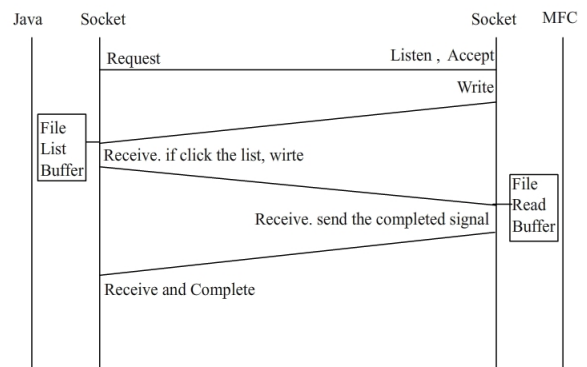 Java Socket Socket MFC
Request Listen , Accept
Write
File
List
Buffer
Receive. if click the list, wirte
File
Read
Buffer
Receive. send the completed signal
Receive and Complete